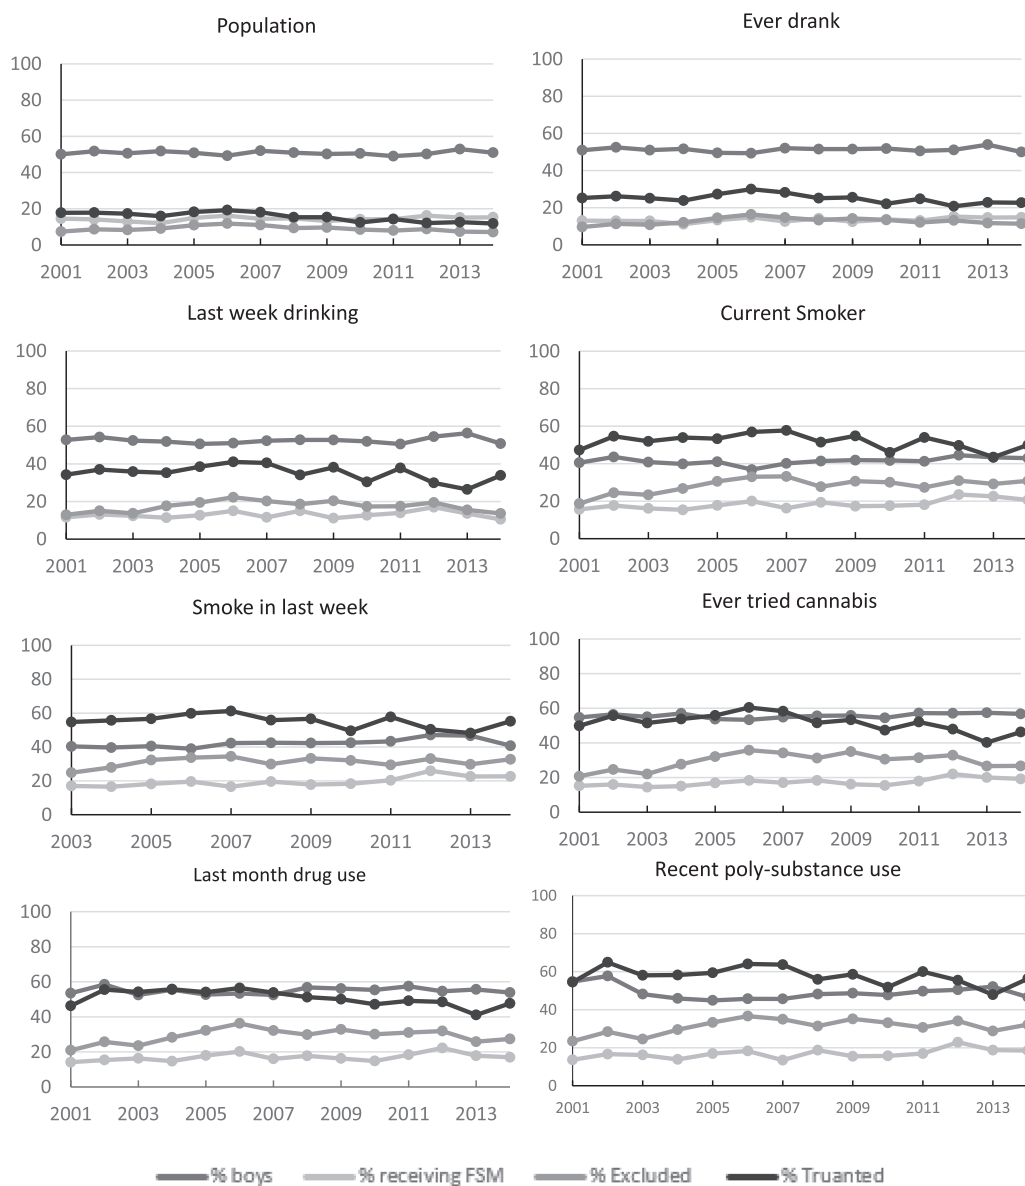 Population
100
80
60
40
20
0
2001 2003 2005 2007 2009 2011 2013
Ever drank
100
80
60
40
20
0
2001 2003 2005 2007 2009 2011 2013
Last week drinking
100
80
60
40
20
0
2001 2003 2005 2007 2009 2011 2013
Current Smoker
100
80
60
40
20
0
2001 2003 2005 2007 2009 2011 2013
Smoke in last week
100
80
60
40
20
0
2003 2005 2007 2009 2011 2013
Ever tried cannabis
100
80
60
40
20
0
2001 2003 2005 2007 2009 2011 2013
Last month drug use
100
80
60
40
20
0
2001 2003 2005 2007 2009 2011 2013
Recent poly-substance use
100
80
60
40
20
0
2001 2003 2005 2007 2009 2011 2013
% boys % receiving FSM % Excluded % Truanted